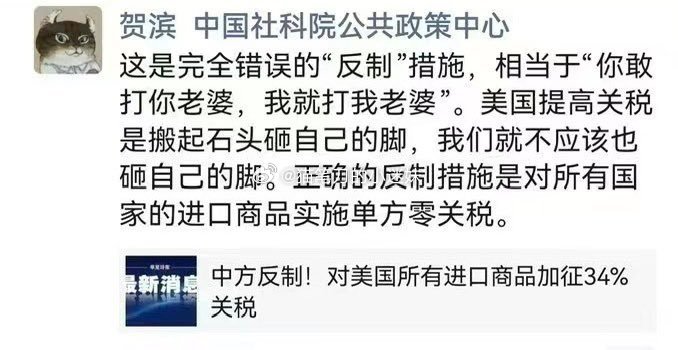 贺滨 中国社科院公共政策中心
这是完全错误的“反制”措施，相当于“你敢
打你老婆，我就打我老婆”。美国提高关税
是搬起石头砸自己的脚，我们就不应该也
砸自己的脚。正确的反制措施是对所有国
家的进口商品实施单方零关税。
最新消息
中方反制！对美国所有进口商品加征34%
关税